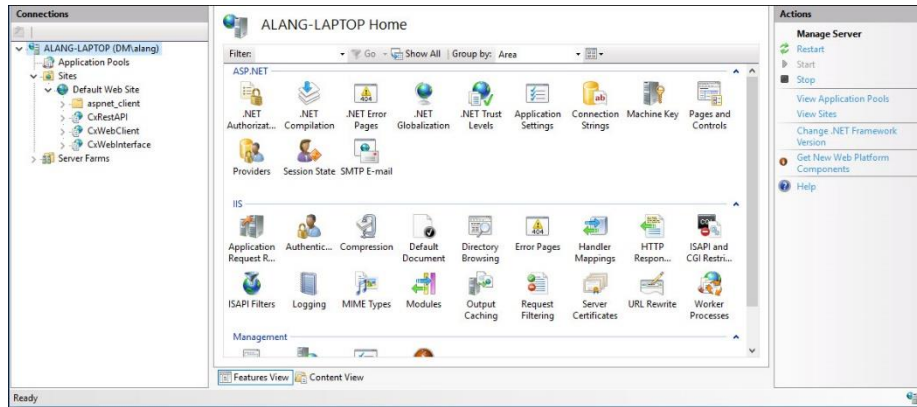 Connections
ALANG-LAPTOP (DM\alang)
Application Pools
Sites
Default Web Site
aspnet_client
CxRestAPI
CxWebClient
CxWebInterface
Server Farms
ALANG-LAPTOP Home
Filter: Go Show All Group by: Area
ASP.NET
.NET Authorizat...
.NET Compilation
.NET Error Pages
.NET Globalization
.NET Trust Levels
Application Settings
Connection Strings
Machine Key
Pages and Controls
Providers
Session State
SMTP E-mail
IIS
Application Request R...
Authentic...
Compression
Default Document
Directory Browsing
Error Pages
Handler Mappings
HTTP Respon...
ISAPI and CGI Restri...
ISAPI Filters
Logging
MIME Types
Modules
Output Caching
Request Filtering
Server Certificates
URL Rewrite
Worker Processes
Management
Features View
Content View
Actions
Manage Server
Restart
Start
Stop
View Application Pools
View Sites
Change .NET Framework
Version
Get New Web Platform
Components
Help
Ready